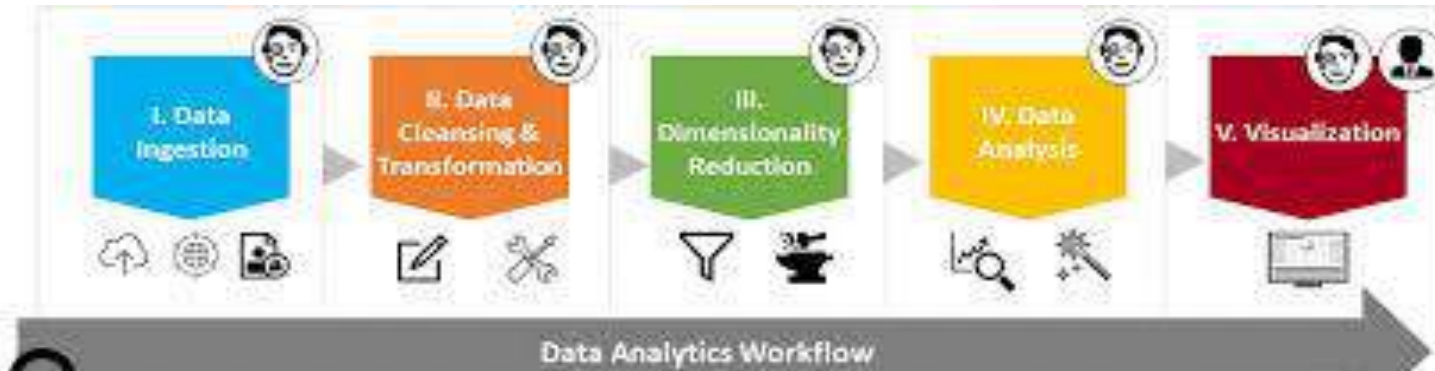 I. Data
Ingestion
II. Data
Cleansing &
Transformation
III.
Dimensionality
Reduction
IV. Data
Analysis
V. Visualization
Data Analytics Workflow